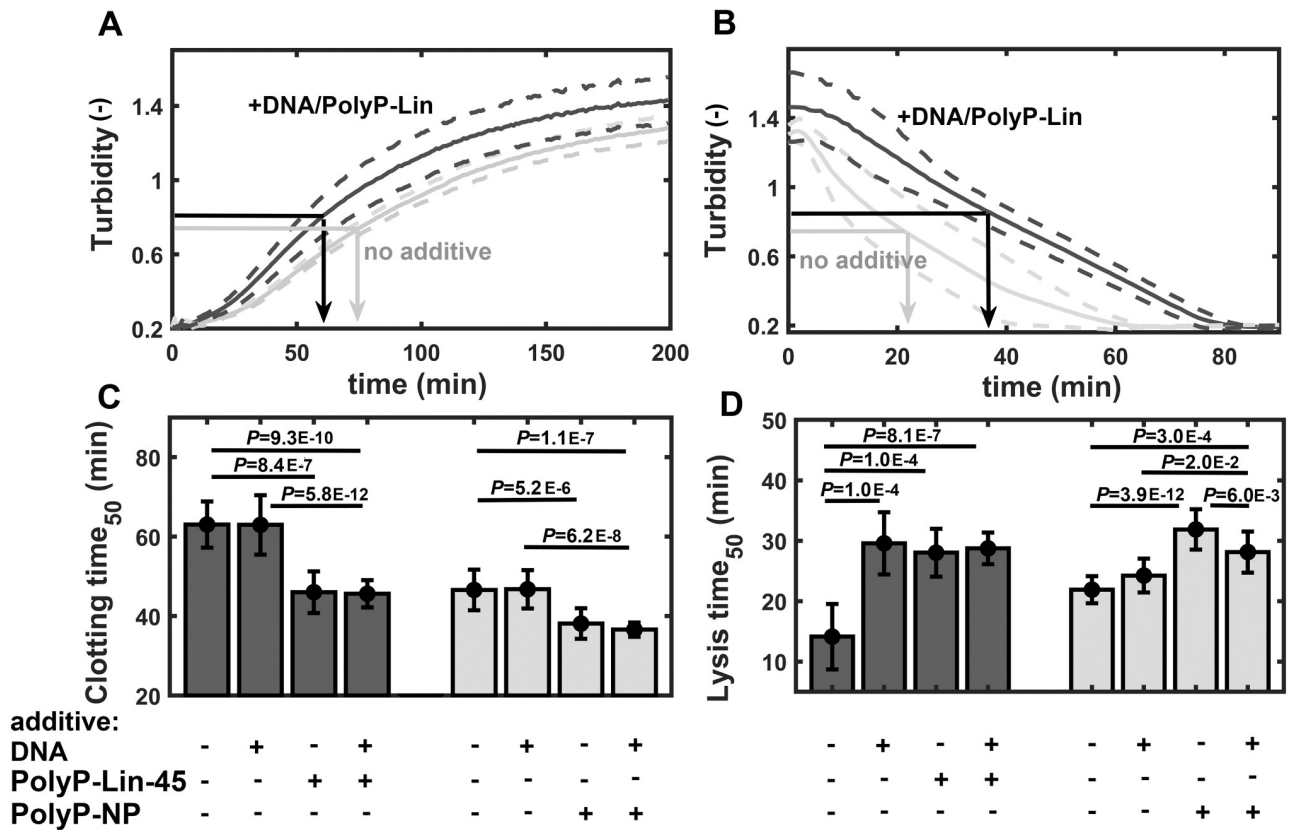 A
Turbidity (-)
1.4
1
0.6
0.2
+DNA/PolyP-Lin
no additive
0
50
100
150
200
time (min)
B
Turbidity (-)
1.4
1
0.6
0.2
+DNA/PolyP-Lin
no additive
0
20
40
60
80
time (min)
C
Clotting time50 (min)
80
60
40
20
P=9.3E-10
P=8.4E-7
P=5.8E-12
P=1.1E-7
P=5.2E-6
P=6.2E-8
D
Lysis time50 (min)
50
40
30
20
10
P=8.1E-7
P=1.0E-4
P=1.0E-4
P=3.0E-4
P=2.0E-2
P=3.9E-12
P=6.0E-3
additive:
DNA - + - + - + - + - + - + - + - +
PolyP-Lin-45 - - + + - - - - - - + + - - - -
PolyP-NP - - - - - - + + - - - - - - + +